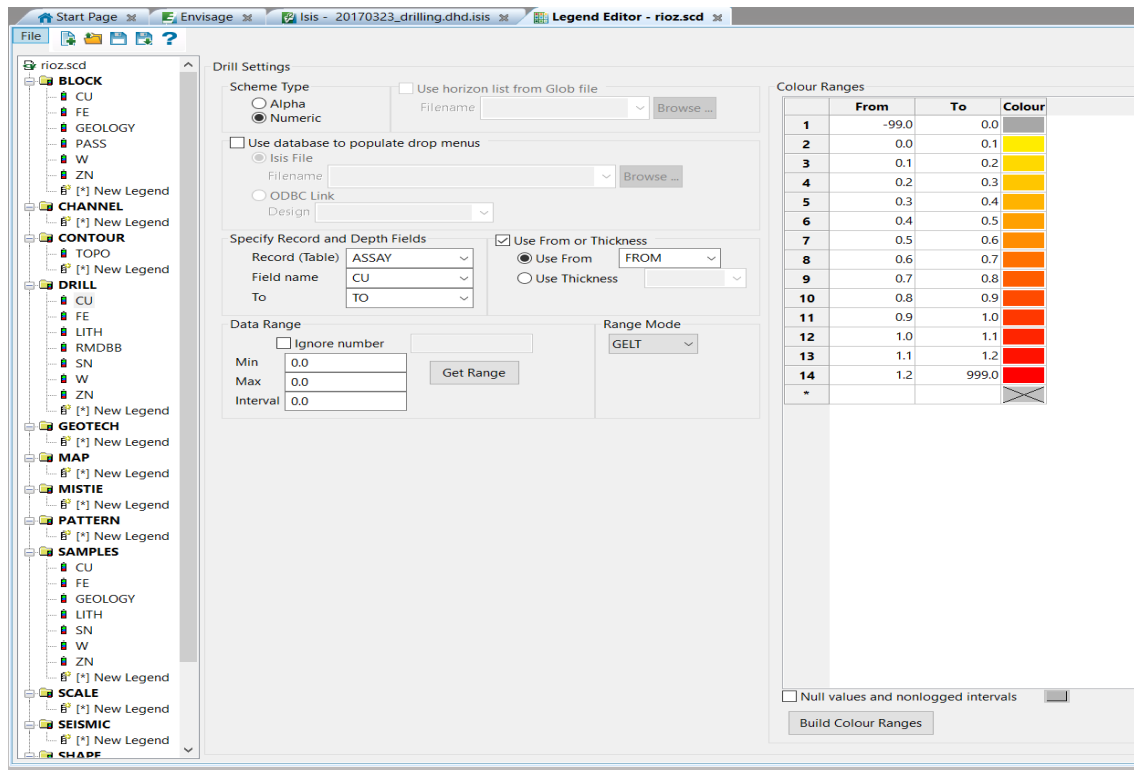 Start Page Envisage Isis - 20170323_drilling.dhd.isis Legend Editor - rioz.scd
File ?
rioz.scd
BLOCK
CU
FE
GEOLOGY
PASS
W
ZN
[*] New Legend
CHANNEL
[*] New Legend
CONTOUR
TOPO
[*] New Legend
DRILL
CU
FE
LITH
RMDBB
SN
W
ZN
[*] New Legend
GEOTECH
[*] New Legend
MAP
[*] New Legend
MISTIE
[*] New Legend
PATTERN
[*] New Legend
SAMPLES
CU
FE
GEOLOGY
LITH
SN
W
ZN
[*] New Legend
SCALE
[*] New Legend
SEISMIC
[*] New Legend
SHAPE
Drill Settings
Scheme Type
Alpha
Numeric
Use horizon list from Glob file
Filename Browse ...
Use database to populate drop menus
Isis File
Filename Browse ...
ODBC Link
Design
Specify Record and Depth Fields
Record (Table) ASSAY
Field name CU
To TO
Use From or Thickness
Use From FROM
Use Thickness
Data Range
Ignore number
Min 0.0
Max 0.0
Interval 0.0
Get Range
Range Mode
GELT
Colour Ranges
From To Colour
1 -99.0 0.0
2 0.0 0.1
3 0.1 0.2
4 0.2 0.3
5 0.3 0.4
6 0.4 0.5
7 0.5 0.6
8 0.6 0.7
9 0.7 0.8
10 0.8 0.9
11 0.9 1.0
12 1.0 1.1
13 1.1 1.2
14 1.2 999.0
*
Null values and nonlogged intervals
Build Colour Ranges